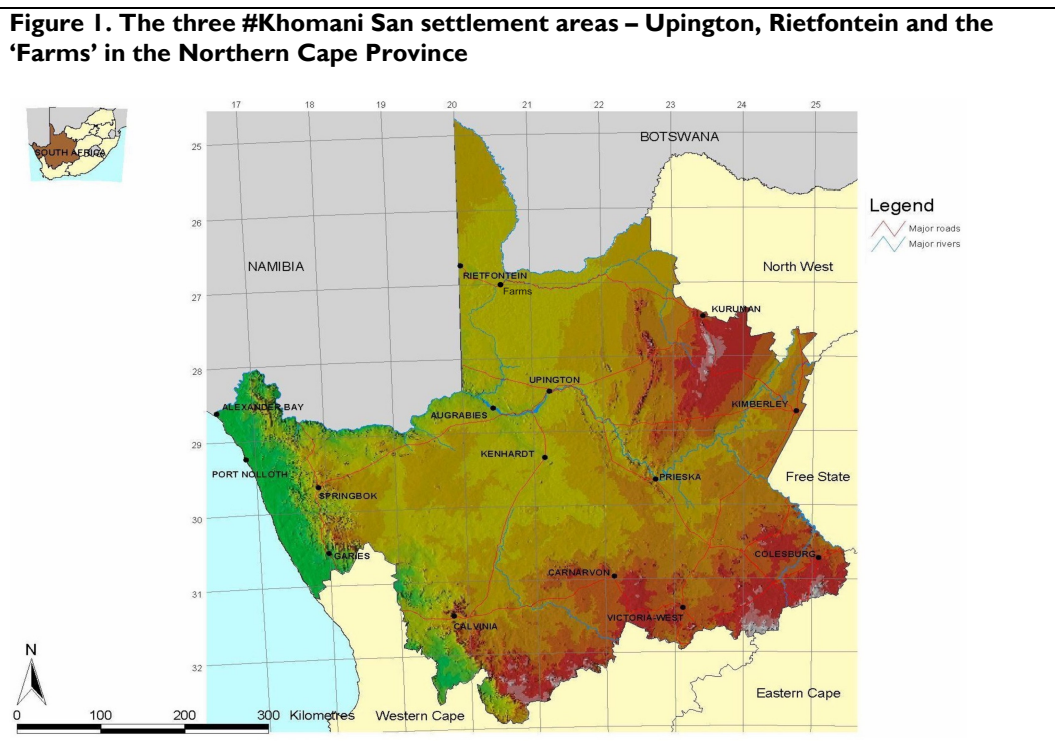 Figure 1. The three #Khomani San settlement areas – Upington, Rietfontein and the
‘Farms’ in the Northern Cape Province
17 18 19 20 21 22 23 24 25
SOUTH AFRICA
BOTSWANA
25
Legend
Major roads
Major rivers
26
NAMIBIA
North West
RIETFONTEIN
Farms
27
KURUMAN
28
UPINGTON
ALEXANDER BAY
AUGRABIES
KIMBERLEY
29
KENHARDT
PORT NOLLOTH
PRIESKA
Free State
SPRINGBOK
30
GARIES
COLESBURG
CARNARVON
31
VICTORIA-WEST
CALVINIA
N
32
Eastern Cape
0 100 200 300 Kilometres
Western Cape